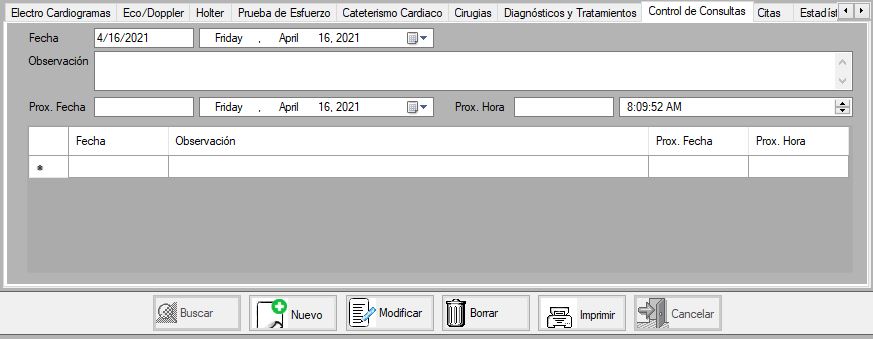 Electro Cardiogramas Eco/Doppler Holter Prueba de Esfuerzo Cateterismo Cardiaco Cirugias Diagnósticos y Tratamientos Control de Consultas Citas Estadíst
Fecha 4/16/2021 Friday , April 16, 2021
Observación
Prox. Fecha Friday , April 16, 2021 Prox. Hora 8:09:52 AM
Fecha Observación Prox. Fecha Prox. Hora
*
Buscar Nuevo Modificar Borrar Imprimir Cancelar